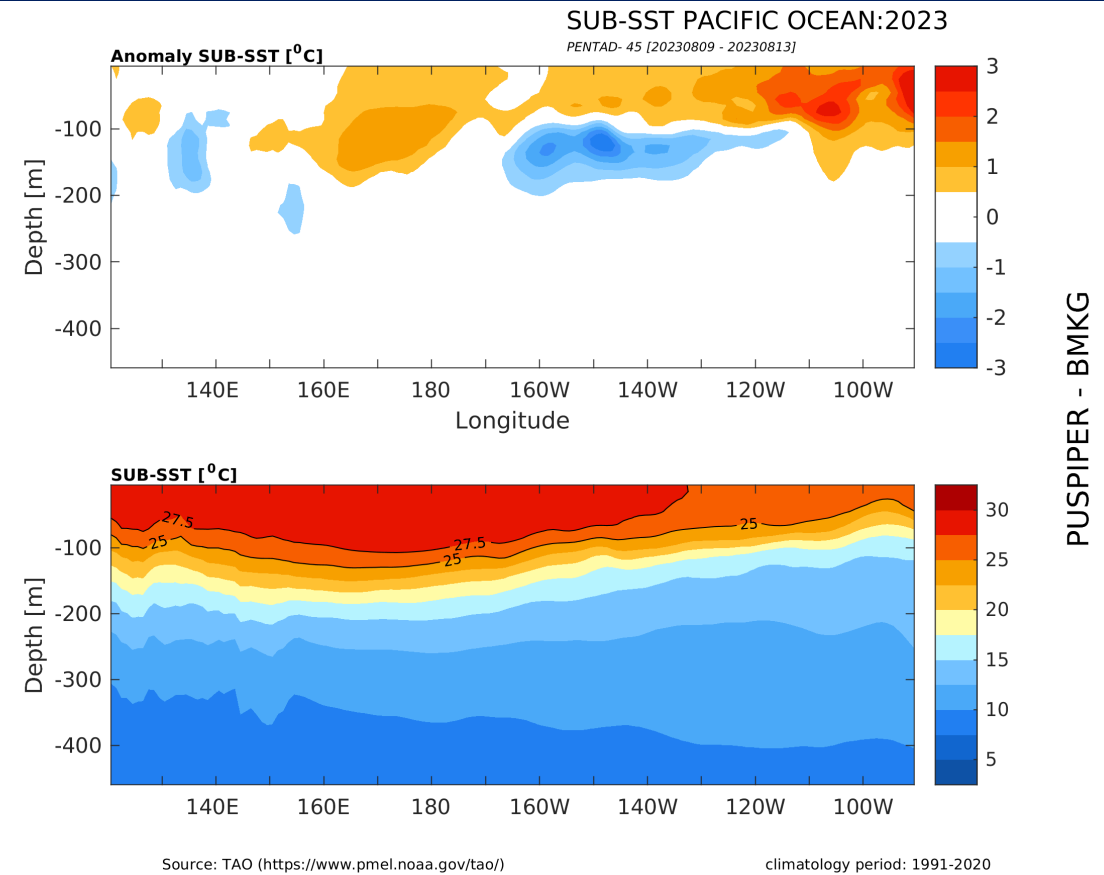 SUB-SST PACIFIC OCEAN:2023
PENTAD- 45 [20230809 - 20230813]
Anomaly SUB-SST [⁰C]
3
2
1
0
-1
-2
-3
-100
-200
-300
-400
Depth [m]
140E 160E 180 160W 140W 120W 100W
Longitude
PUSPIPER - BMKG
SUB-SST [⁰C]
27.5
25
27.5
25
25
30
25
20
15
10
5
-100
-200
-300
-400
Depth [m]
140E 160E 180 160W 140W 120W 100W
Source: TAO (https://www.pmel.noaa.gov/tao/)
climatology period: 1991-2020